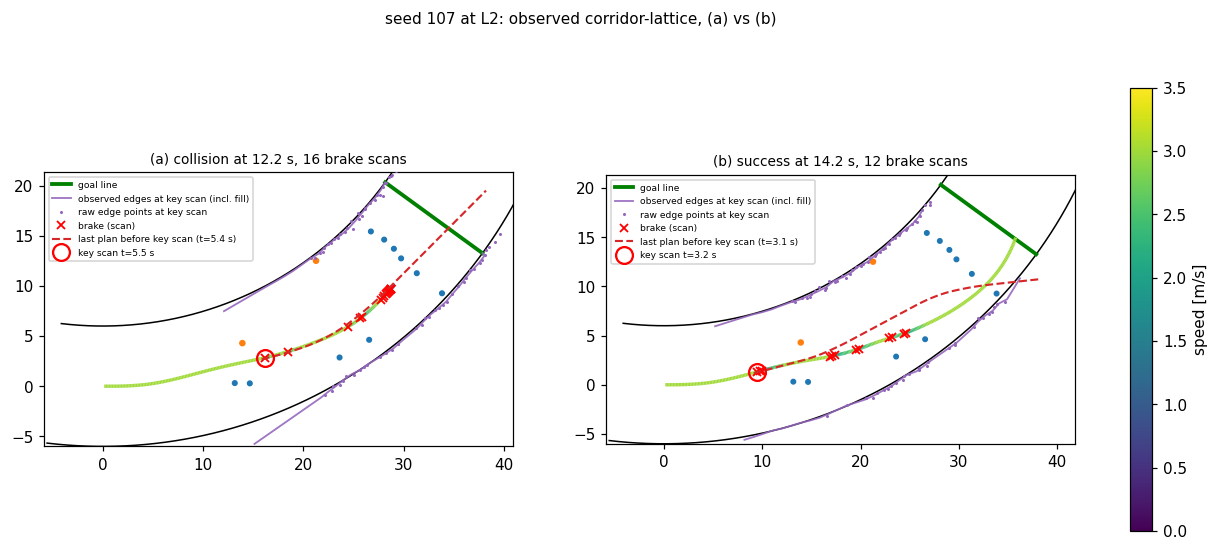 seed 107 at L2: observed corridor-lattice, (a) vs (b)
(a) collision at 12.2 s, 16 brake scans
goal line
observed edges at key scan (incl. fill)
raw edge points at key scan
brake (scan)
last plan before key scan (t=5.4 s)
key scan t=5.5 s
20
15
10
5
0
−5
0
10
20
30
40
(b) success at 14.2 s, 12 brake scans
goal line
observed edges at key scan (incl. fill)
raw edge points at key scan
brake (scan)
last plan before key scan (t=3.1 s)
key scan t=3.2 s
20
15
10
5
0
−5
0
10
20
30
40
3.5
3.0
2.5
2.0
1.5
1.0
0.5
0.0
speed [m/s]